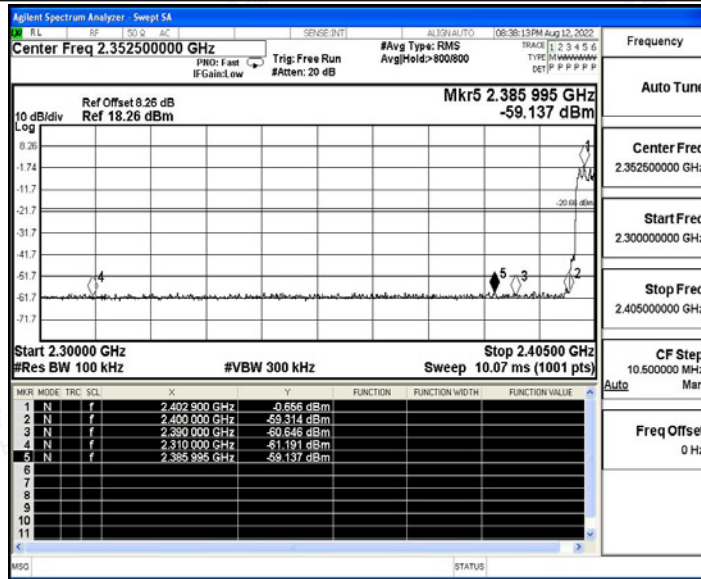 Agilent Spectrum Analyzer - Swept SA
RL RF 50 Ω AC SENSE:INT ALIGN AUTO 08:38:13 PM Aug 12, 2022
Center Freq 2.352500000 GHz
PNO: Fast
IFGain:Low
Trig: Free Run
#Atten: 20 dB
#Avg Type: RMS
Avg|Hold:>800/800
TRACE 1 2 3 4 5 6
TYPE M
DET P P P P P P
Ref Offset 8.26 dB
Ref 18.26 dBm
10 dB/div
Log
Mkr5 2.385 995 GHz
-59.137 dBm
8.26
-1.74
-11.7
-21.7
-31.7
-41.7
-51.7
-61.7
-71.7
1
-20.66 dBm
4
5
3
2
Start 2.30000 GHz
Stop 2.40500 GHz
#Res BW 100 kHz
#VBW 300 kHz
Sweep 10.07 ms (1001 pts)
MKR MODE TRC SCL X Y FUNCTION FUNCTION WIDTH FUNCTION VALUE
1 N f 2.402 900 GHz -0.656 dBm
2 N f 2.400 000 GHz -59.314 dBm
3 N f 2.390 000 GHz -60.646 dBm
4 N f 2.310 000 GHz -61.191 dBm
5 N f 2.385 995 GHz -59.137 dBm
6
7
8
9
10
11
MSG
STATUS
Frequency
Auto Tune
Center Freq
2.352500000 GHz
Start Freq
2.300000000 GHz
Stop Freq
2.405000000 GHz
CF Step
10.500000 MHz
Auto Man
Freq Offset
0 Hz